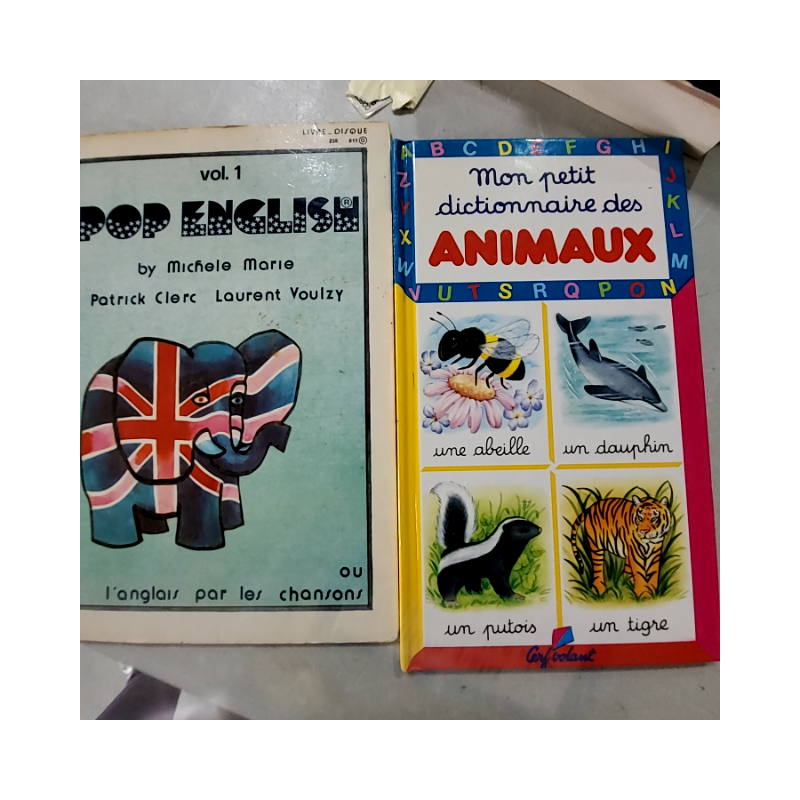 LIVRE-DISQUE
vol. 1
POP ENGLISH®
by Michele Marie
Patrick Clerc Laurent Voulzy
ou
l'anglais par les chansons
A B C D E F G H I
Z J
Y K
X L
W M
V U T S R Q P O N
Mon petit
dictionnaire des
ANIMAUX
une abeille
un dauphin
un putois
un tigre
Cerf volant